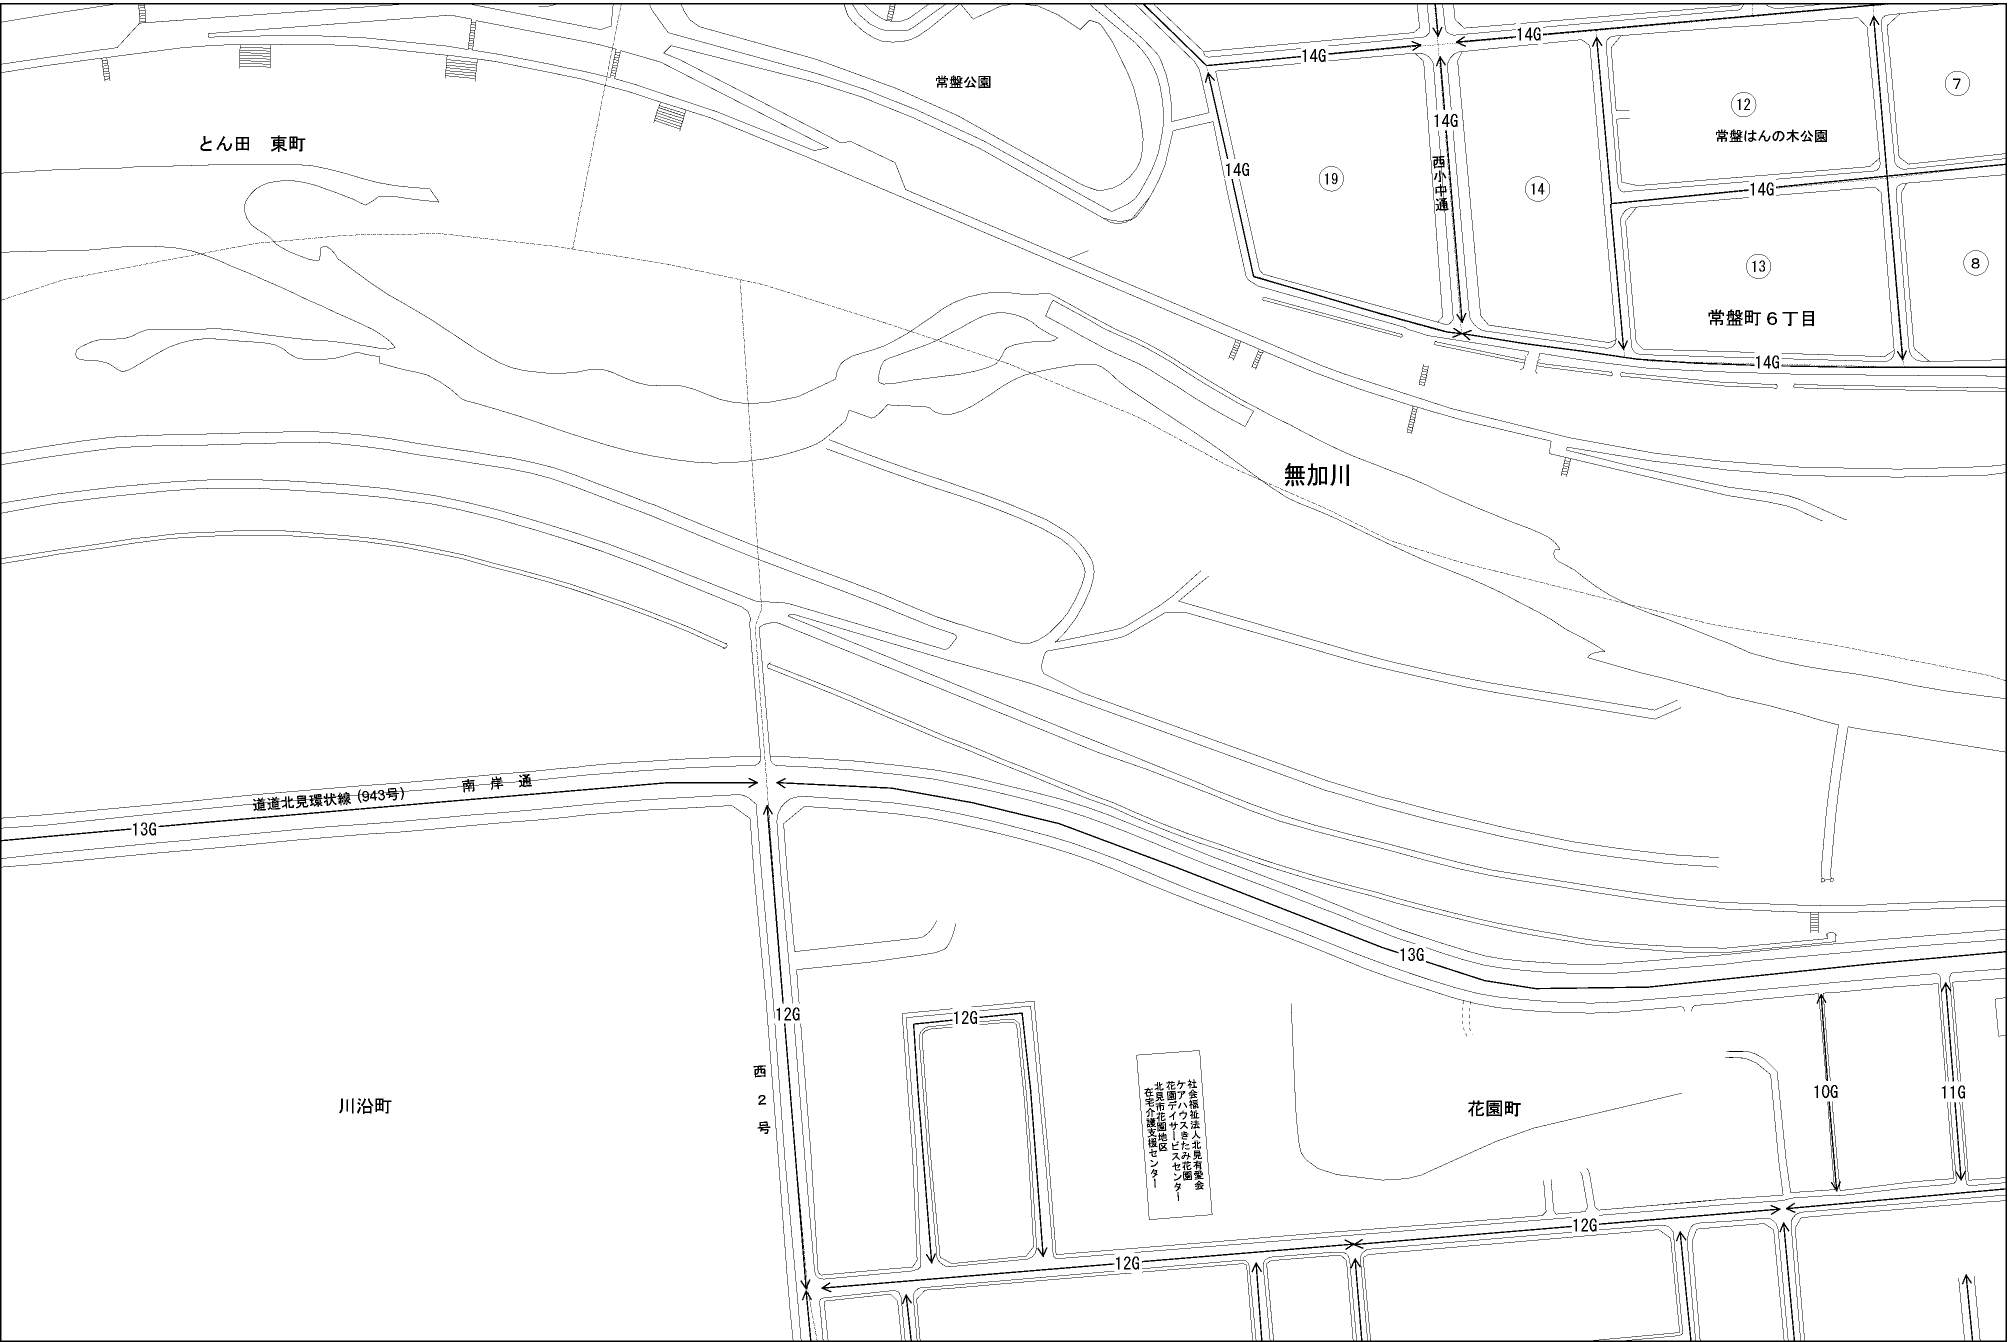 14G
14G
常盤公園
7
12
14G
常盤はんの木公園
とん田　東町
14G
西小中通
19
14
14G
13
8
常盤町６丁目
14G
無加川
南　岸　通
道道北見環状線(943号)
13G
13G
12G
12G
西２号
社会福祉法人北見有愛会
ケアハウスきたみ花園
花園デイサービスセンター
北見市花園地区
在宅介護支援センター
川沿町
花園町
10G
11G
12G
12G